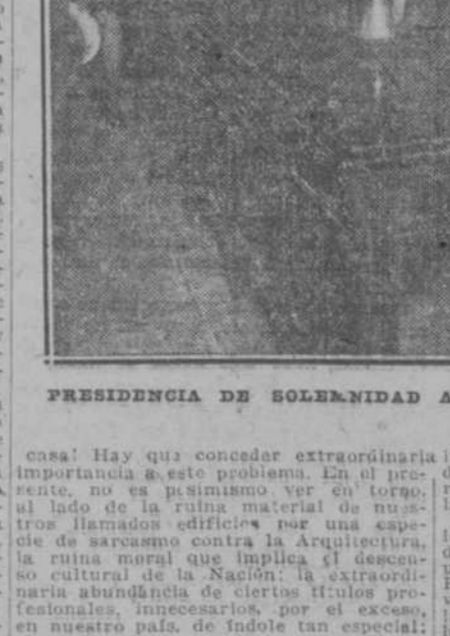 PRESIDENCIA DE SOLEMNIDAD A
casa! Hay que conceder extraordinaria
importancia a este problema. En el pre-
sente, no es pesimismo ver en torno,
al lado de la ruina material de nues-
tros llamados edificios por una espe-
cie de sarcasmo contra la Arquitectura,
la ruina moral que implica el descen-
so cultural de la Nación: la extraordi-
naria abundancia de ciertos títulos pro-
fesionales, innecesarios, por el exceso,
en nuestro país, de índole tan especial;